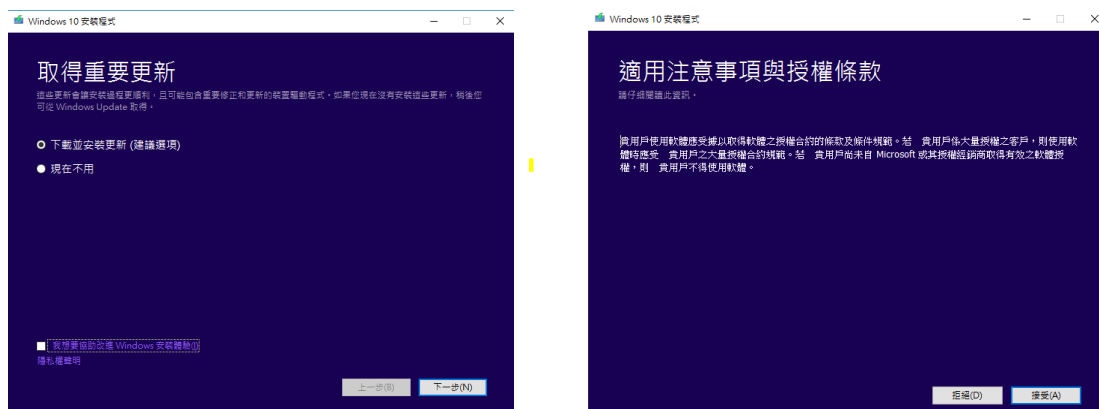 Windows 10 安裝程式
取得重要更新
這些更新會讓安裝過程更順利，且可能包含重要修正和更新的裝置驅動程式。如果您現在沒有安裝這些更新，稍後您
可從 Windows Update 取得。
下載並安裝更新 (建議選項)
現在不用
我想要協助改進 Windows 安裝體驗(I)
隱私權聲明
上一步(B)
下一步(N)
Windows 10 安裝程式
適用注意事項與授權條款
請仔細閱讀此資訊。
貴用戶使用軟體應受據以取得軟體之授權合約的條款及條件規範。若　貴用戶係大量授權之客戶，則使用軟
體時應受　貴用戶之大量授權合約規範。若　貴用戶尚未自 Microsoft 或其授權經銷商取得有效之軟體授
權，則　貴用戶不得使用軟體。
拒絕(D)
接受(A)